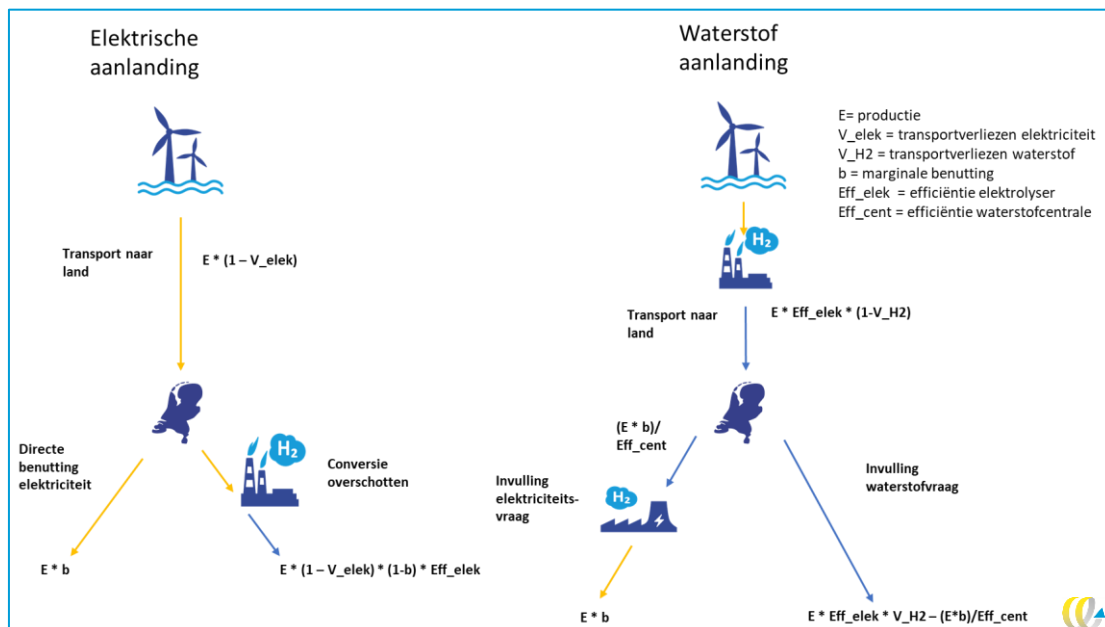 Elektrische
aanlanding
Transport naar
land
E * (1 – V_elek)
Directe
benutting
elektriciteit
H₂
Conversie
overschotten
E * b
E * (1 – V_elek) * (1-b) * Eff_elek
Waterstof
aanlanding
E= productie
V_elek = transportverliezen elektriciteit
V_H2 = transportverliezen waterstof
b = marginale benutting
Eff_elek = efficiëntie elektrolyser
Eff_cent = efficiëntie waterstofcentrale
H₂
Transport naar
land
E * Eff_elek * (1-V_H2)
(E * b)/
Eff_cent
Invulling
elektriciteits-
vraag
H₂
Invulling
waterstofvraag
E * b
E * Eff_elek * V_H2 – (E*b)/Eff_cent